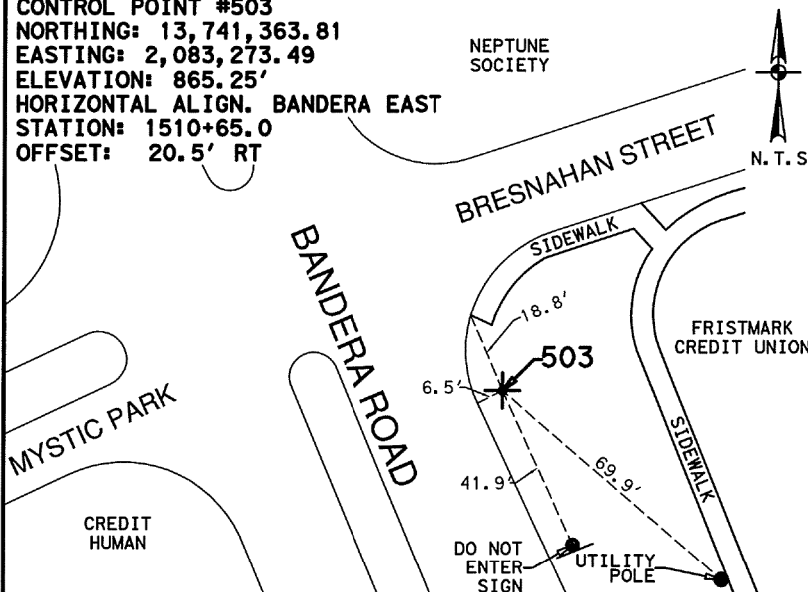 CONTROL POINT #503
NORTHING: 13,741,363.81
EASTING: 2,083,273.49
ELEVATION: 865.25'
HORIZONTAL ALIGN. BANDERA EAST
STATION: 1510+65.0
OFFSET: 20.5' RT
NEPTUNE
SOCIETY
N.T.S
BRESNAHAN STREET
SIDEWALK
BANDERA ROAD
18.8'
FRISTMARK
CREDIT UNION
503
6.5'
MYSTIC PARK
SIDEWALK
69.9'
41.9'
CREDIT
HUMAN
DO NOT
ENTER
SIGN
UTILITY
POLE